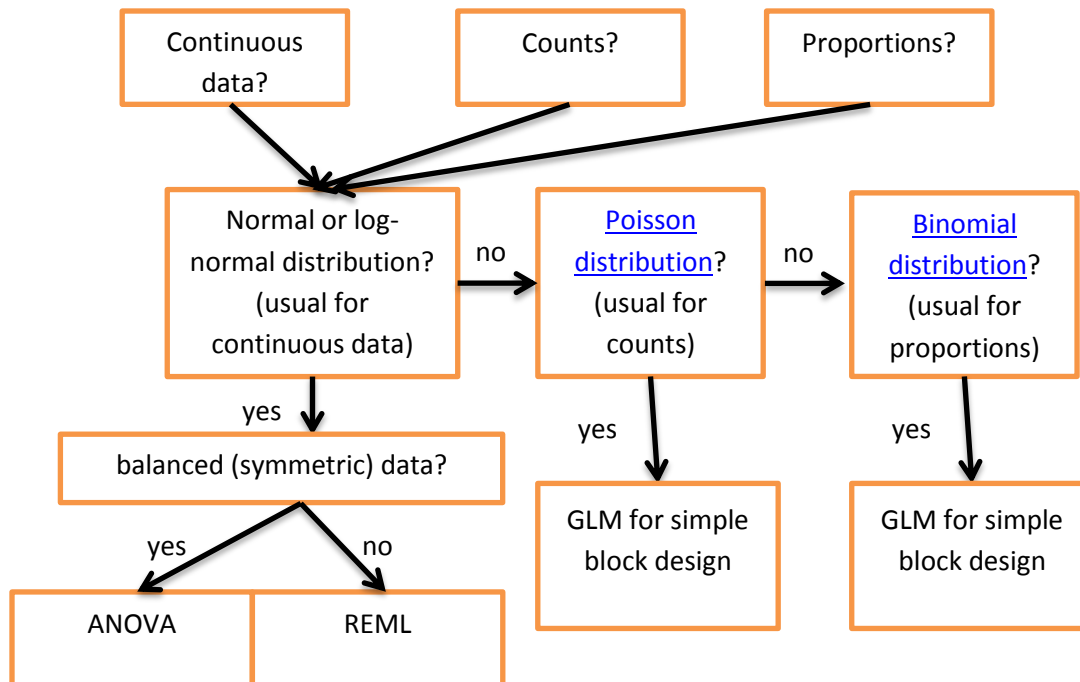 Continuous
data?
Counts?
Proportions?
Normal or log-
normal distribution?
(usual for
continuous data)
no
Poisson
distribution?
(usual for
counts)
no
Binomial
distribution?
(usual for
proportions)
yes
yes
yes
balanced (symmetric) data?
GLM for simple
block design
GLM for simple
block design
yes
no
ANOVA
REML